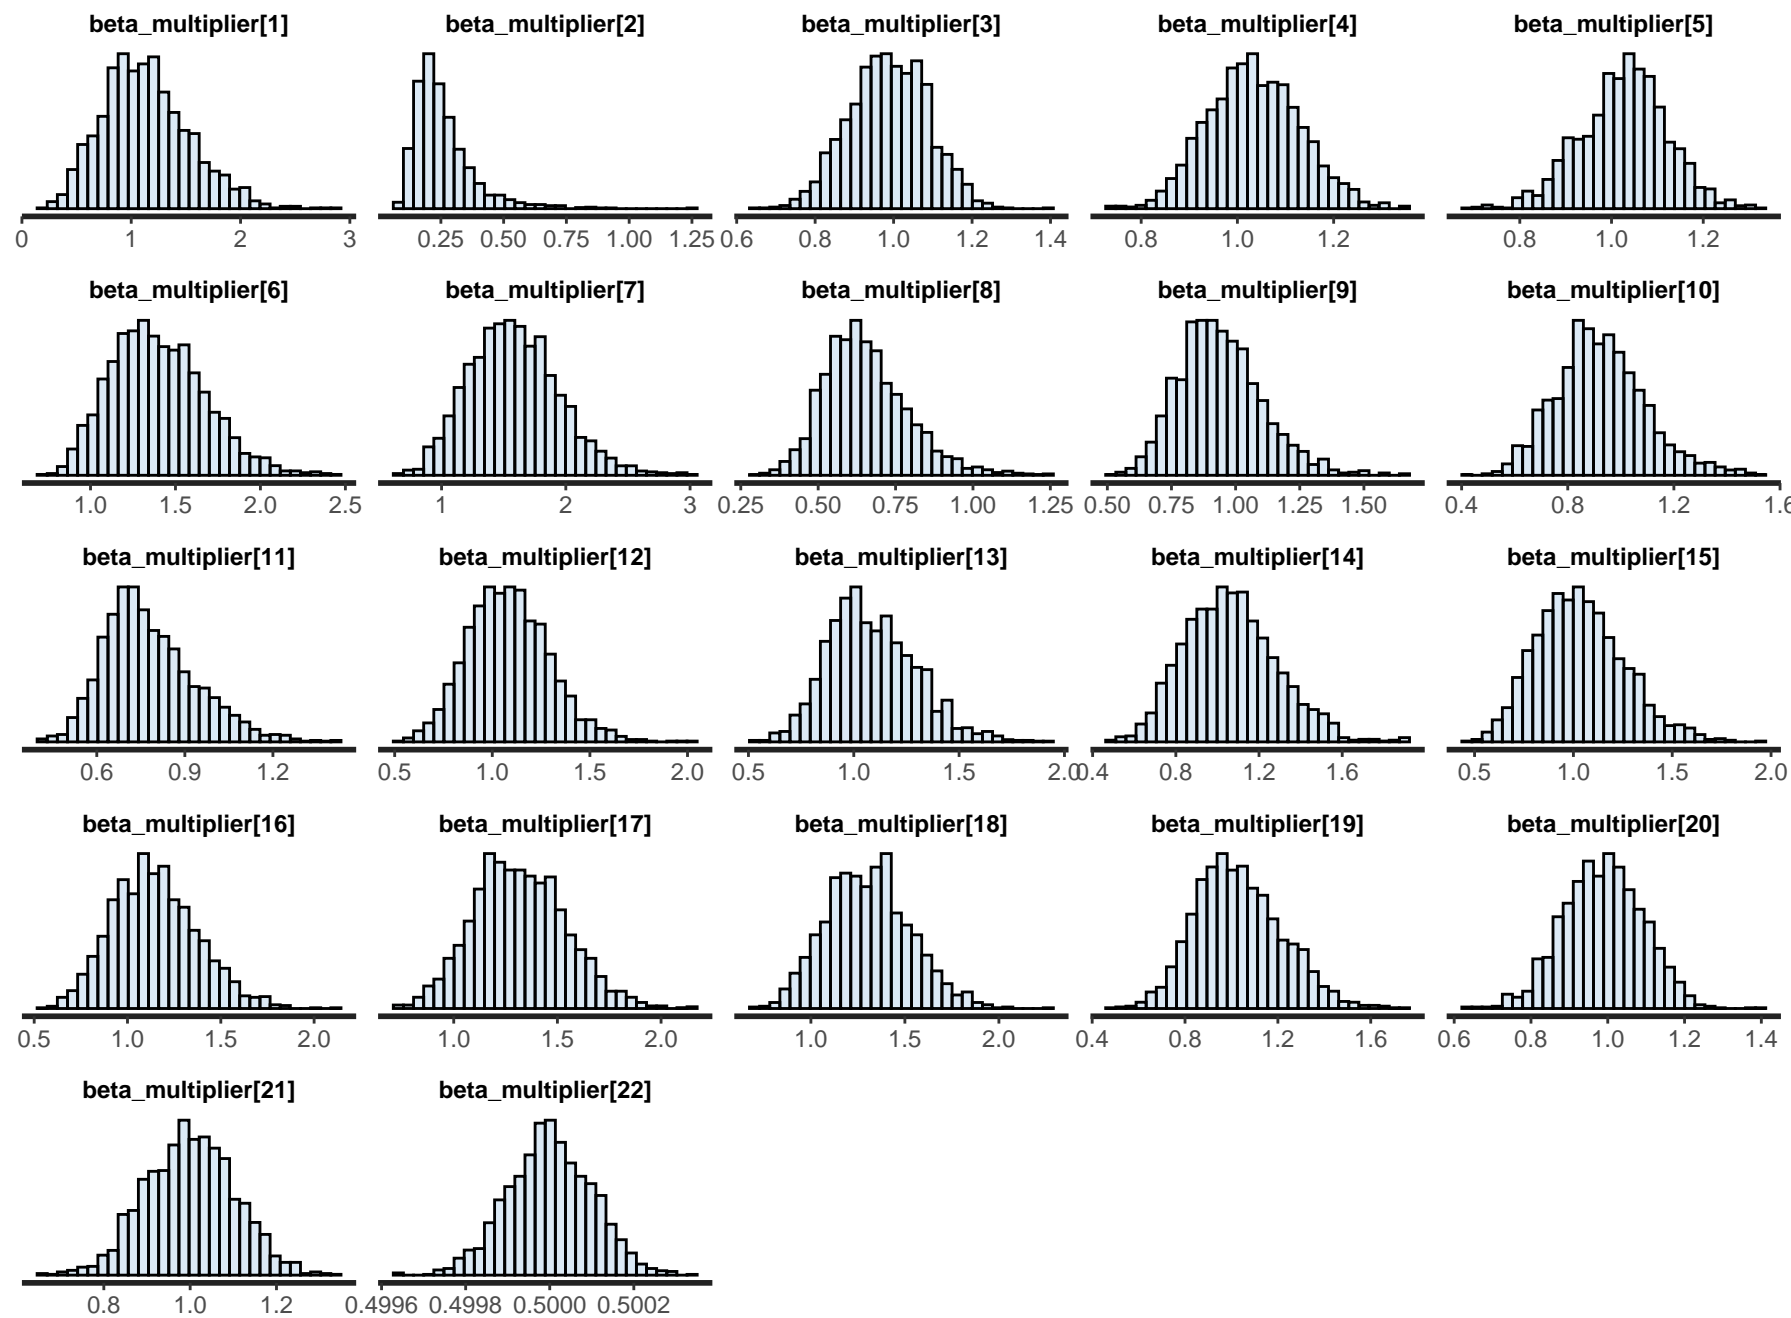 beta_multiplier[1] beta_multiplier[2] beta_multiplier[3] beta_multiplier[4] beta_multiplier[5]
0 1 2 3 0.25 0.50 0.75 1.00 1.25 0.6 0.8 1.0 1.2 1.4 0.8 1.0 1.2 0.8 1.0 1.2
beta_multiplier[6] beta_multiplier[7] beta_multiplier[8] beta_multiplier[9] beta_multiplier[10]
1.0 1.5 2.0 2.5 1 2 3 0.25 0.50 0.75 1.00 1.25 0.50 0.75 1.00 1.25 1.50 0.4 0.8 1.2 1.6
beta_multiplier[11] beta_multiplier[12] beta_multiplier[13] beta_multiplier[14] beta_multiplier[15]
0.6 0.9 1.2 0.5 1.0 1.5 2.0 0.5 1.0 1.5 2.0 0.4 0.8 1.2 1.6 0.5 1.0 1.5 2.0
beta_multiplier[16] beta_multiplier[17] beta_multiplier[18] beta_multiplier[19] beta_multiplier[20]
0.5 1.0 1.5 2.0 1.0 1.5 2.0 1.0 1.5 2.0 0.4 0.8 1.2 1.6 0.6 0.8 1.0 1.2 1.4
beta_multiplier[21] beta_multiplier[22]
0.8 1.0 1.2 0.4996 0.4998 0.5000 0.5002